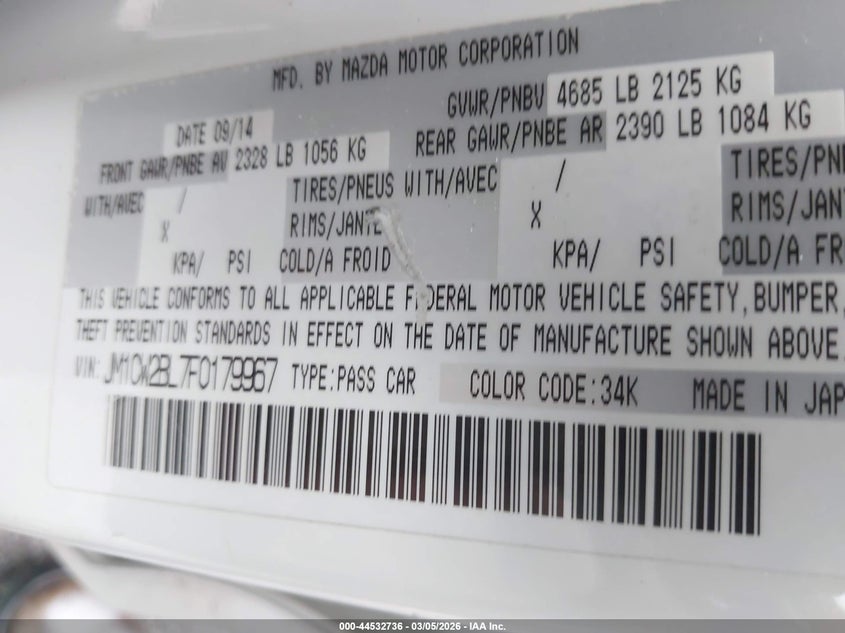 MFD. BY MAZDA MOTOR CORPORATION
DATE 09/14 GVWR/PNBV 4685 LB 2125 KG
FRONT GAWR/PNBE AV 2328 LB 1056 KG REAR GAWR/PNBE AR 2390 LB 1084 KG
WITH/AVEC / TIRES/PNEUS WITH/AVEC / TIRES/PN
X RIMS/JANTE X RIMS/JANT
KPA/ PSI COLD/A FROID KPA/ PSI COLD/A FR
THIS VEHICLE CONFORMS TO ALL APPLICABLE FEDERAL MOTOR VEHICLE SAFETY, BUMPER,
THEFT PREVENTION STANDARDS IN EFFECT ON THE DATE OF MANUFACTURE SHOWN ABOVE.
VIN: JM1CW2BL7F0179967 TYPE:PASS CAR COLOR CODE:34K MADE IN JAP
000-44532736 - 03/05/2026 - IAA Inc.